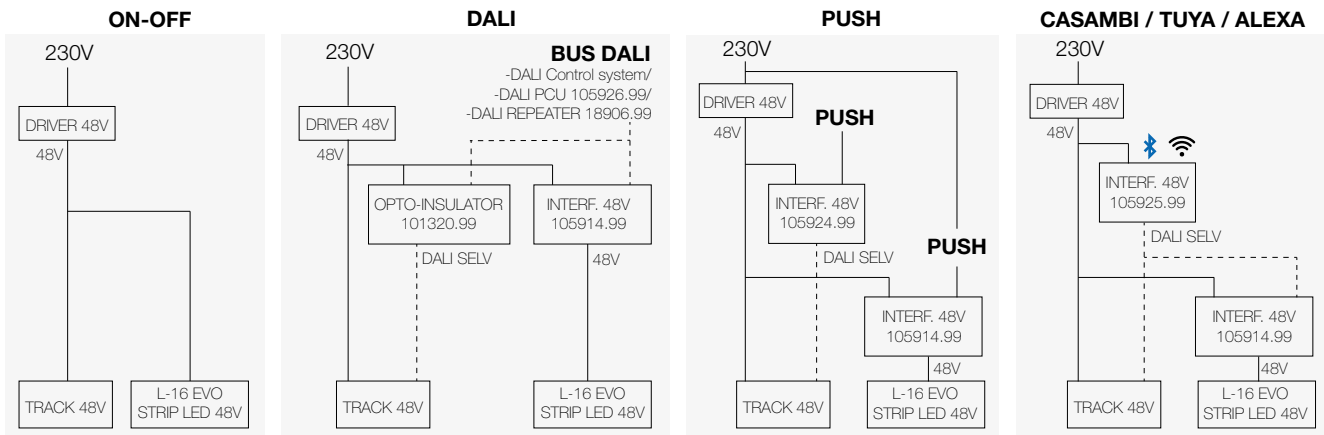 ON-OFF
230V
DRIVER 48V
48V
TRACK 48V
L-16 EVO
STRIP LED 48V
DALI
230V
BUS DALI
-DALI Control system/
-DALI PCU 105926.99/
-DALI REPEATER 18906.99
DRIVER 48V
48V
OPTO-INSULATOR
101320.99
INTERF. 48V
105914.99
DALI SELV
48V
TRACK 48V
L-16 EVO
STRIP LED 48V
PUSH
230V
DRIVER 48V
48V
PUSH
INTERF. 48V
105924.99
DALI SELV
PUSH
INTERF. 48V
105914.99
48V
TRACK 48V
L-16 EVO
STRIP LED 48V
CASAMBI / TUYA / ALEXA
230V
DRIVER 48V
48V
INTERF. 48V
105925.99
DALI SELV
INTERF. 48V
105914.99
48V
TRACK 48V
L-16 EVO
STRIP LED 48V